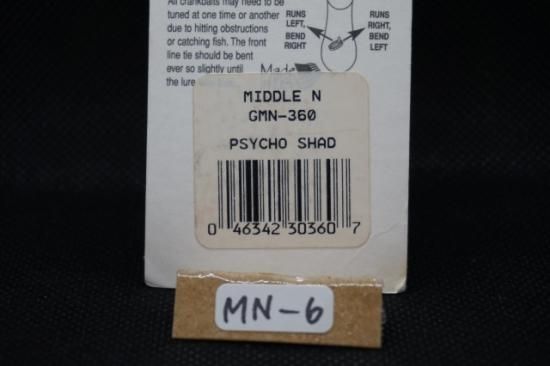 All crankbaits may need to be
tuned at one time or another
due to hitting obstructions
or catching fish. The front
line tie should be bent
ever so slightly until
the lure
RUNS
LEFT,
BEND
RIGHT
RUNS
RIGHT,
BEND
LEFT
Made
MIDDLE N
GMN-360
PSYCHO SHAD
0 46342 30360 7
MN-6